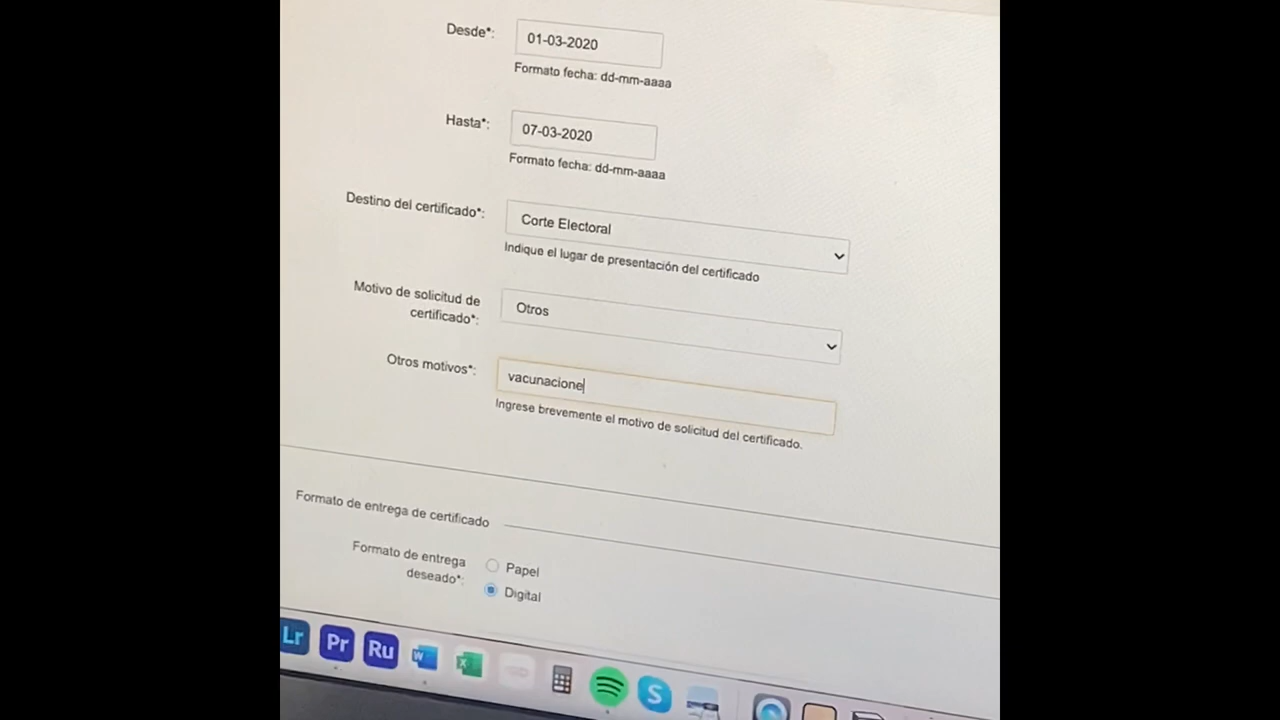 Desde*: 01-03-2020
Formato fecha: dd-mm-aaaa
Hasta*: 07-03-2020
Formato fecha: dd-mm-aaaa
Destino del certificado*: Corte Electoral
Indique el lugar de presentación del certificado
Motivo de solicitud de
certificado*: Otros
Otros motivos*: vacunacione
Ingrese brevemente el motivo de solicitud del certificado.
Formato de entrega de certificado
Formato de entrega
deseado*:
Papel
Digital
Lr Pr Ru W X S